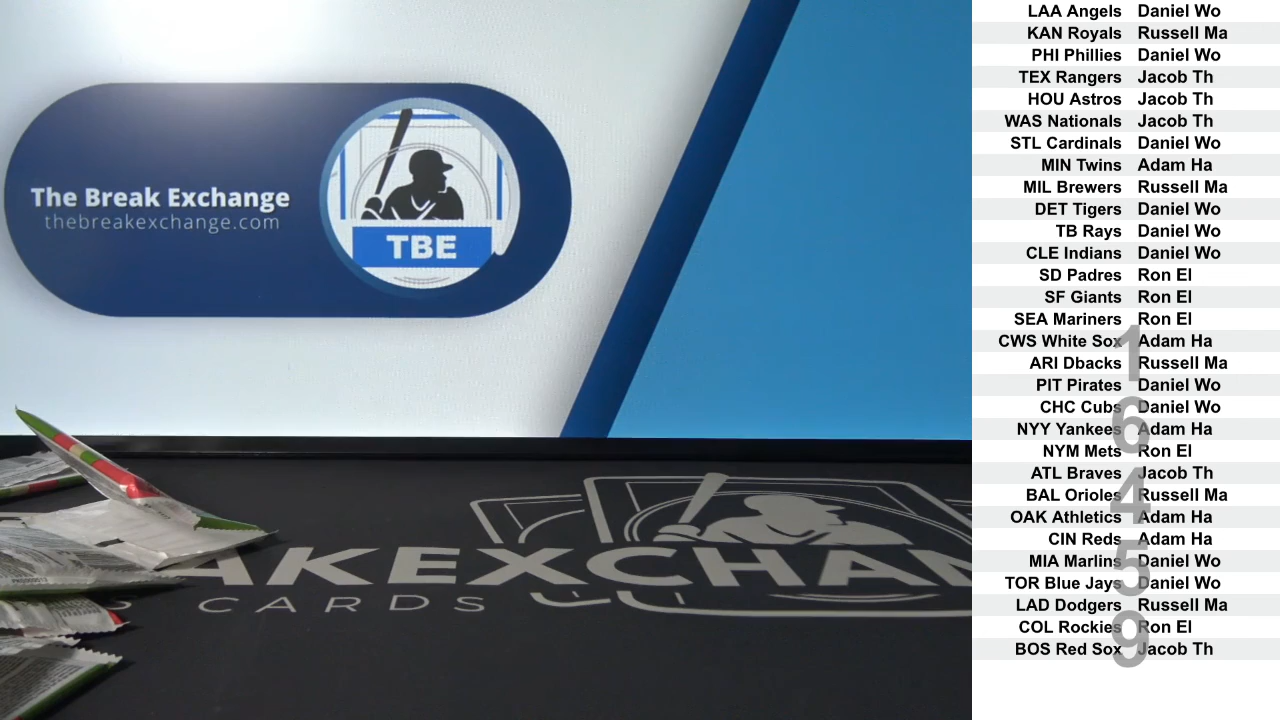 The Break Exchange
thebreakexchange.com
TBE
AKEXCHAN
CARDS
LAA Angels Daniel Wo
KAN Royals Russell Ma
PHI Phillies Daniel Wo
TEX Rangers Jacob Th
HOU Astros Jacob Th
WAS Nationals Jacob Th
STL Cardinals Daniel Wo
MIN Twins Adam Ha
MIL Brewers Russell Ma
DET Tigers Daniel Wo
TB Rays Daniel Wo
CLE Indians Daniel Wo
SD Padres Ron El
SF Giants Ron El
SEA Mariners Ron El
CWS White Sox Adam Ha
ARI Dbacks Russell Ma
PIT Pirates Daniel Wo
CHC Cubs Daniel Wo
NYY Yankees Adam Ha
NYM Mets Ron El
ATL Braves Jacob Th
BAL Orioles Russell Ma
OAK Athletics Adam Ha
CIN Reds Adam Ha
MIA Marlins Daniel Wo
TOR Blue Jays Daniel Wo
LAD Dodgers Russell Ma
COL Rockies Ron El
BOS Red Sox Jacob Th
1
6
4
5
9